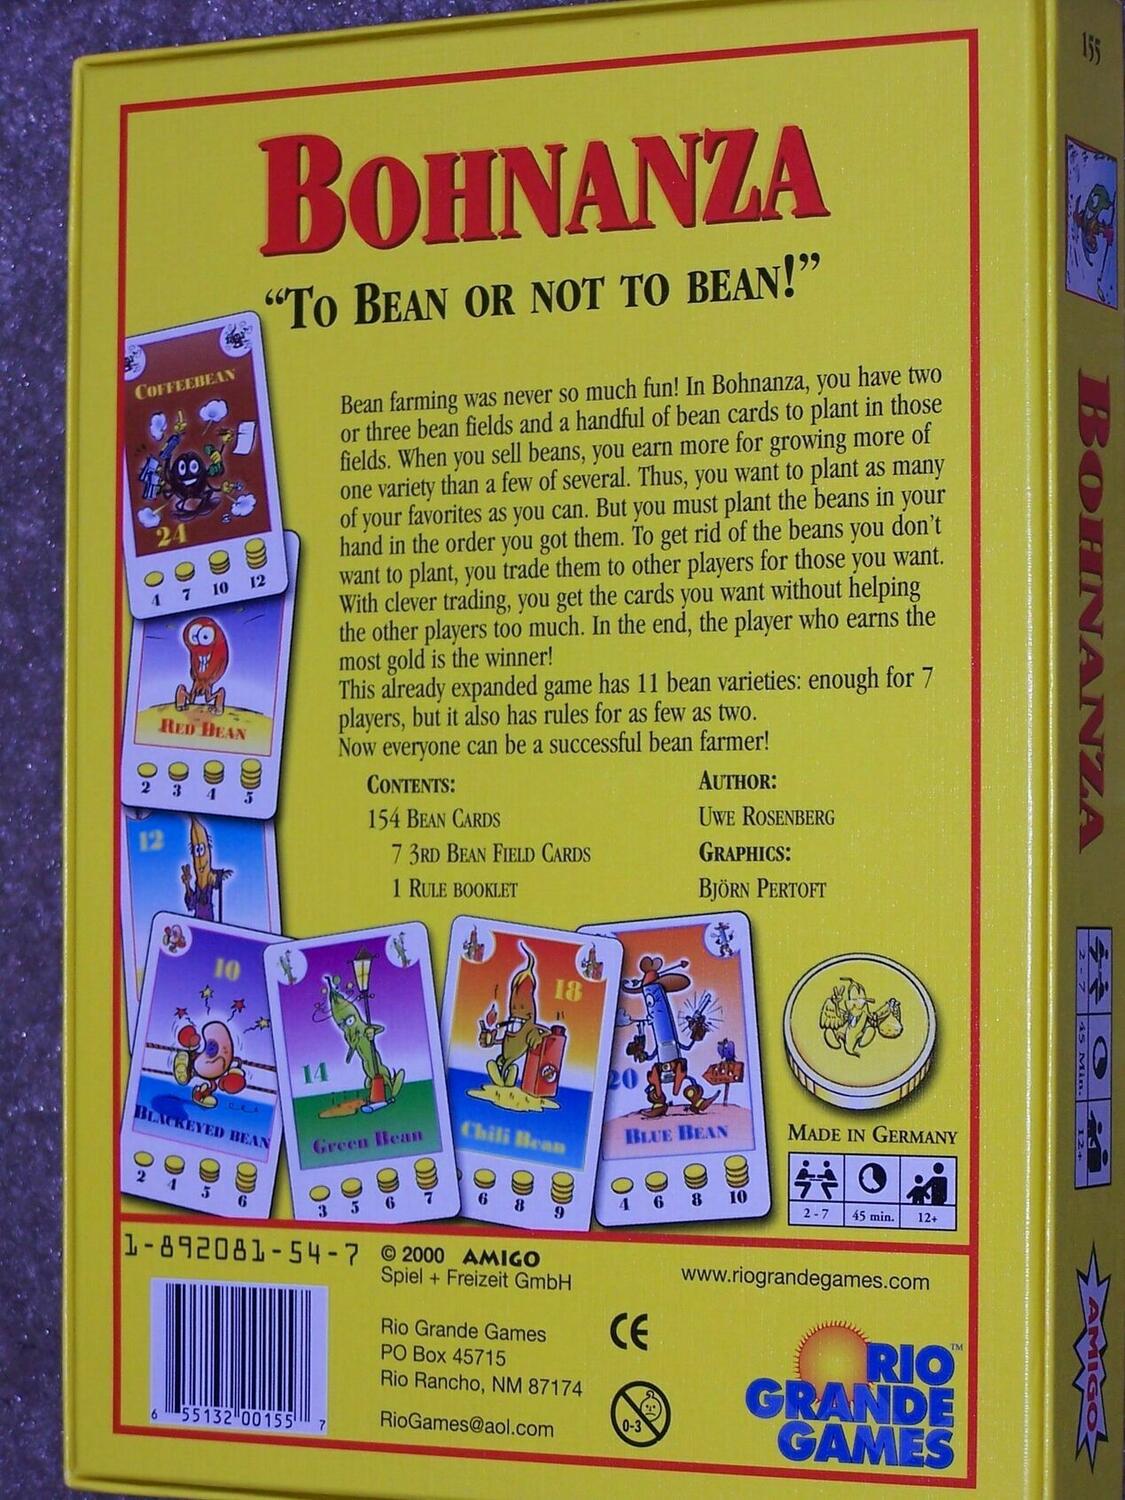 BOHNANZA
“TO BEAN OR NOT TO BEAN!”
Bean farming was never so much fun! In Bohnanza, you have two
or three bean fields and a handful of bean cards to plant in those
fields. When you sell beans, you earn more for growing more of
one variety than a few of several. Thus, you want to plant as many
of your favorites as you can. But you must plant the beans in your
hand in the order you got them. To get rid of the beans you don’t
want to plant, you trade them to other players for those you want.
With clever trading, you get the cards you want without helping
the other players too much. In the end, the player who earns the
most gold is the winner!
This already expanded game has 11 bean varieties: enough for 7
players, but it also has rules for as few as two.
Now everyone can be a successful bean farmer!
CONTENTS:
154 BEAN CARDS
7 3RD BEAN FIELD CARDS
1 RULE BOOKLET
AUTHOR:
UWE ROSENBERG
GRAPHICS:
BJÖRN PERTOFT
COFFEEBEAN
24
4 7 10 12
RED BEAN
2 3 4 5
12
10
BLACKEYED BEAN
2 4 5 6
14
Green Bean
3 5 6 7
18
Chili Bean
6 8 9
20
BLUE BEAN
4 6 8 10
MADE IN GERMANY
2 - 7 45 min. 12+
1-892081-54-7
6 55132 00155 7
© 2000 AMIGO
Spiel + Freizeit GmbH
Rio Grande Games
PO Box 45715
Rio Rancho, NM 87174
RioGames@aol.com
CE
0-3
www.riograndegames.com
RIO
GRANDE
GAMES™
155
BOHNANZA
2 - 7
45 Min.
12+
AMIGO